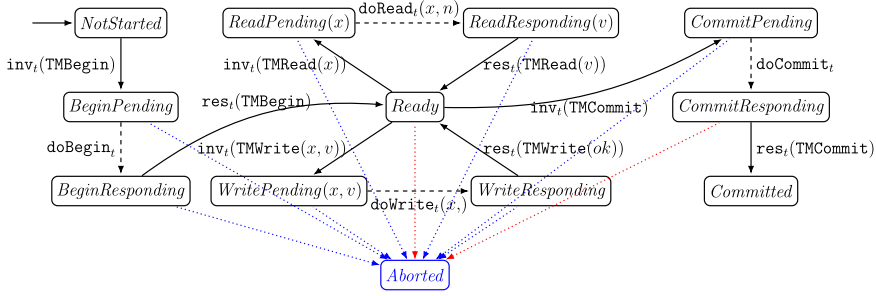 NotStarted ReadPending(x) doRead_t(x, n) ReadResponding(v) CommitPending
inv_t(TMBegin) inv_t(TMRead(x)) res_t(TMRead(v)) doCommit_t
BeginPending res_t(TMBegin) Ready inv_t(TMCommit) CommitResponding
doBegin_t inv_t(TMWrite(x, v)) res_t(TMWrite(ok)) res_t(TMCommit)
BeginResponding WritePending(x, v) doWrite_t(x,) WriteResponding Committed
Aborted